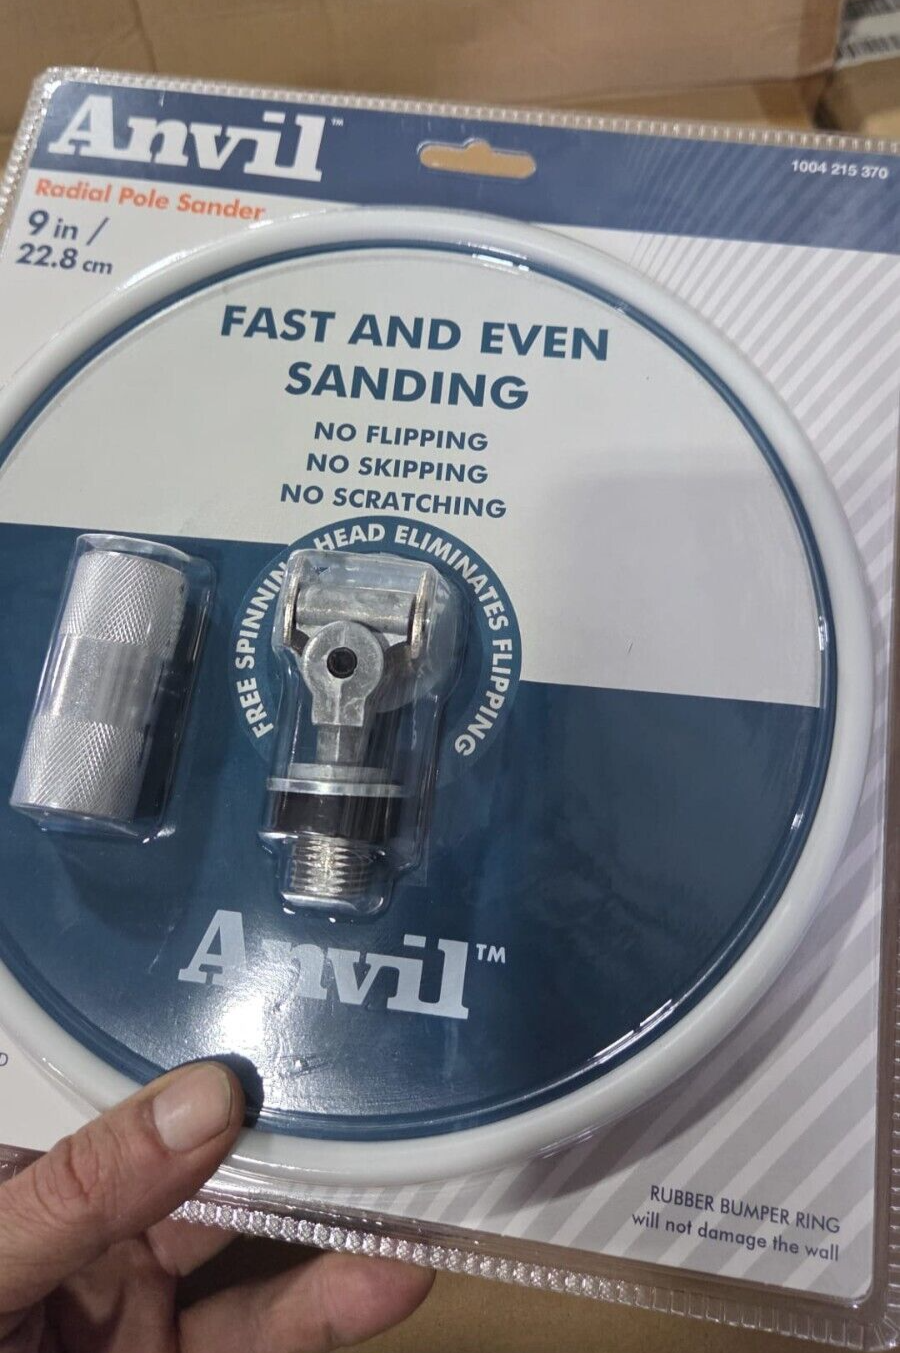 Anvil™
1004 215 370
Radial Pole Sander
9 in /
22.8 cm
FAST AND EVEN
SANDING
NO FLIPPING
NO SKIPPING
NO SCRATCHING
FREE SPINNING HEAD ELIMINATES FLIPPING
Anvil™
RUBBER BUMPER RING
will not damage the wall